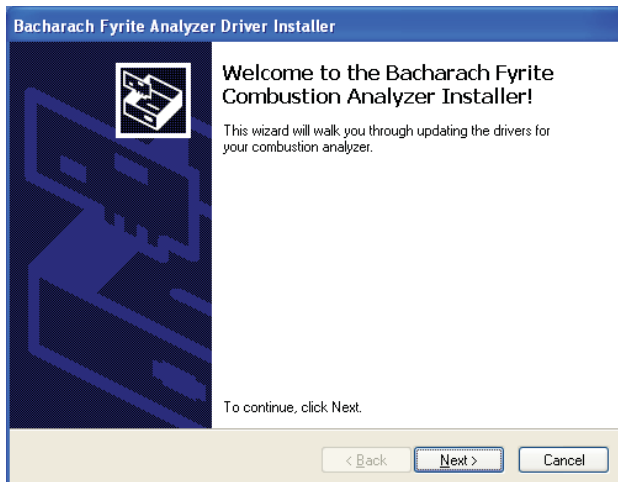 Bacharach Fyrite Analyzer Driver Installer
Welcome to the Bacharach Fyrite
Combustion Analyzer Installer!
This wizard will walk you through updating the drivers for
your combustion analyzer.
To continue, click Next.
< Back
Next >
Cancel